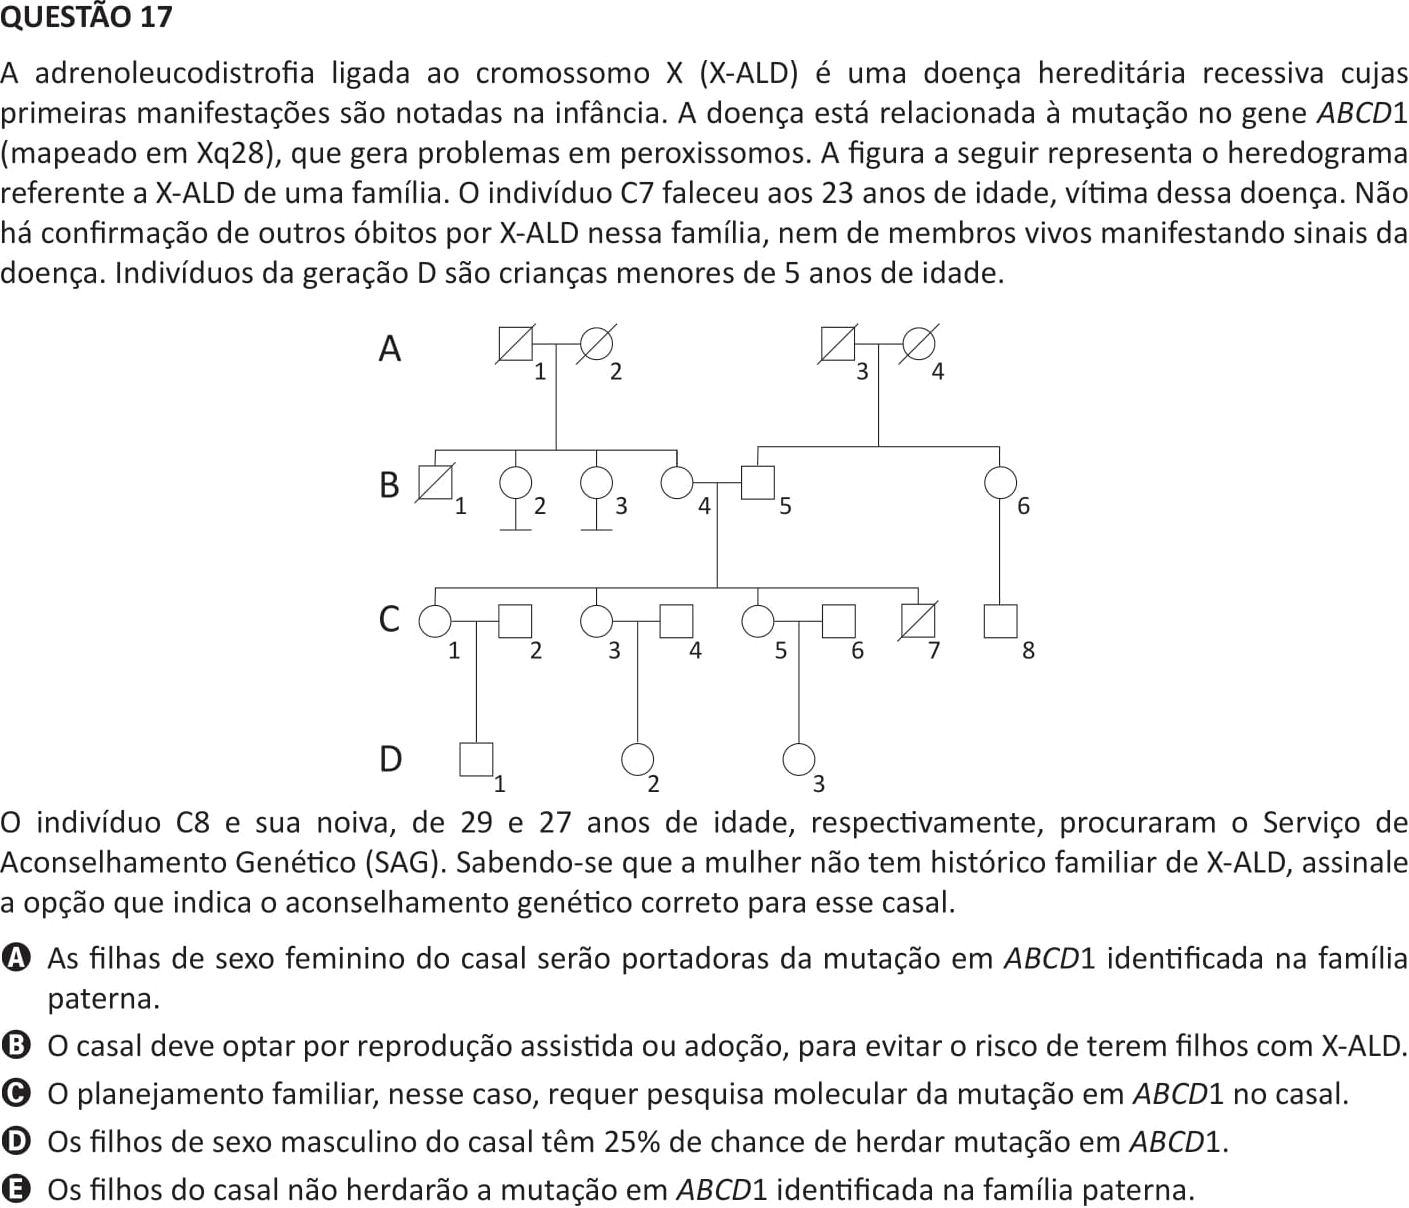 QUESTÃO 17
A adrenoleucodistrofia ligada ao cromossomo X (X-ALD) é uma doença hereditária recessiva cujas
primeiras manifestações são notadas na infância. A doença está relacionada à mutação no gene ABCD1
(mapeado em Xq28), que gera problemas em peroxissomos. A figura a seguir representa o heredograma
referente a X-ALD de uma família. O indivíduo C7 faleceu aos 23 anos de idade, vítima dessa doença. Não
há confirmação de outros óbitos por X-ALD nessa família, nem de membros vivos manifestando sinais da
doença. Indivíduos da geração D são crianças menores de 5 anos de idade.
A
1 2 3 4
B
1 2 3 4 5 6
C
1 2 3 4 5 6 7 8
D
1 2 3
O indivíduo C8 e sua noiva, de 29 e 27 anos de idade, respectivamente, procuraram o Serviço de
Aconselhamento Genético (SAG). Sabendo-se que a mulher não tem histórico familiar de X-ALD, assinale
a opção que indica o aconselhamento genético correto para esse casal.
A As filhas de sexo feminino do casal serão portadoras da mutação em ABCD1 identificada na família
paterna.
B O casal deve optar por reprodução assistida ou adoção, para evitar o risco de terem filhos com X-ALD.
C O planejamento familiar, nesse caso, requer pesquisa molecular da mutação em ABCD1 no casal.
D Os filhos de sexo masculino do casal têm 25% de chance de herdar mutação em ABCD1.
E Os filhos do casal não herdarão a mutação em ABCD1 identificada na família paterna.